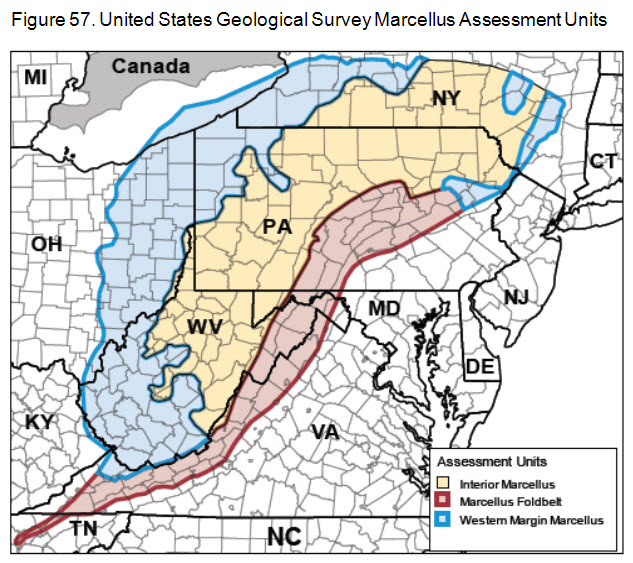 Figure 57. United States Geological Survey Marcellus Assessment Units
MI
Canada
NY
CT
OH
PA
NJ
MD
WV
DE
KY
VA
TN
NC
Assessment Units
Interior Marcellus
Marcellus Foldbelt
Western Margin Marcellus